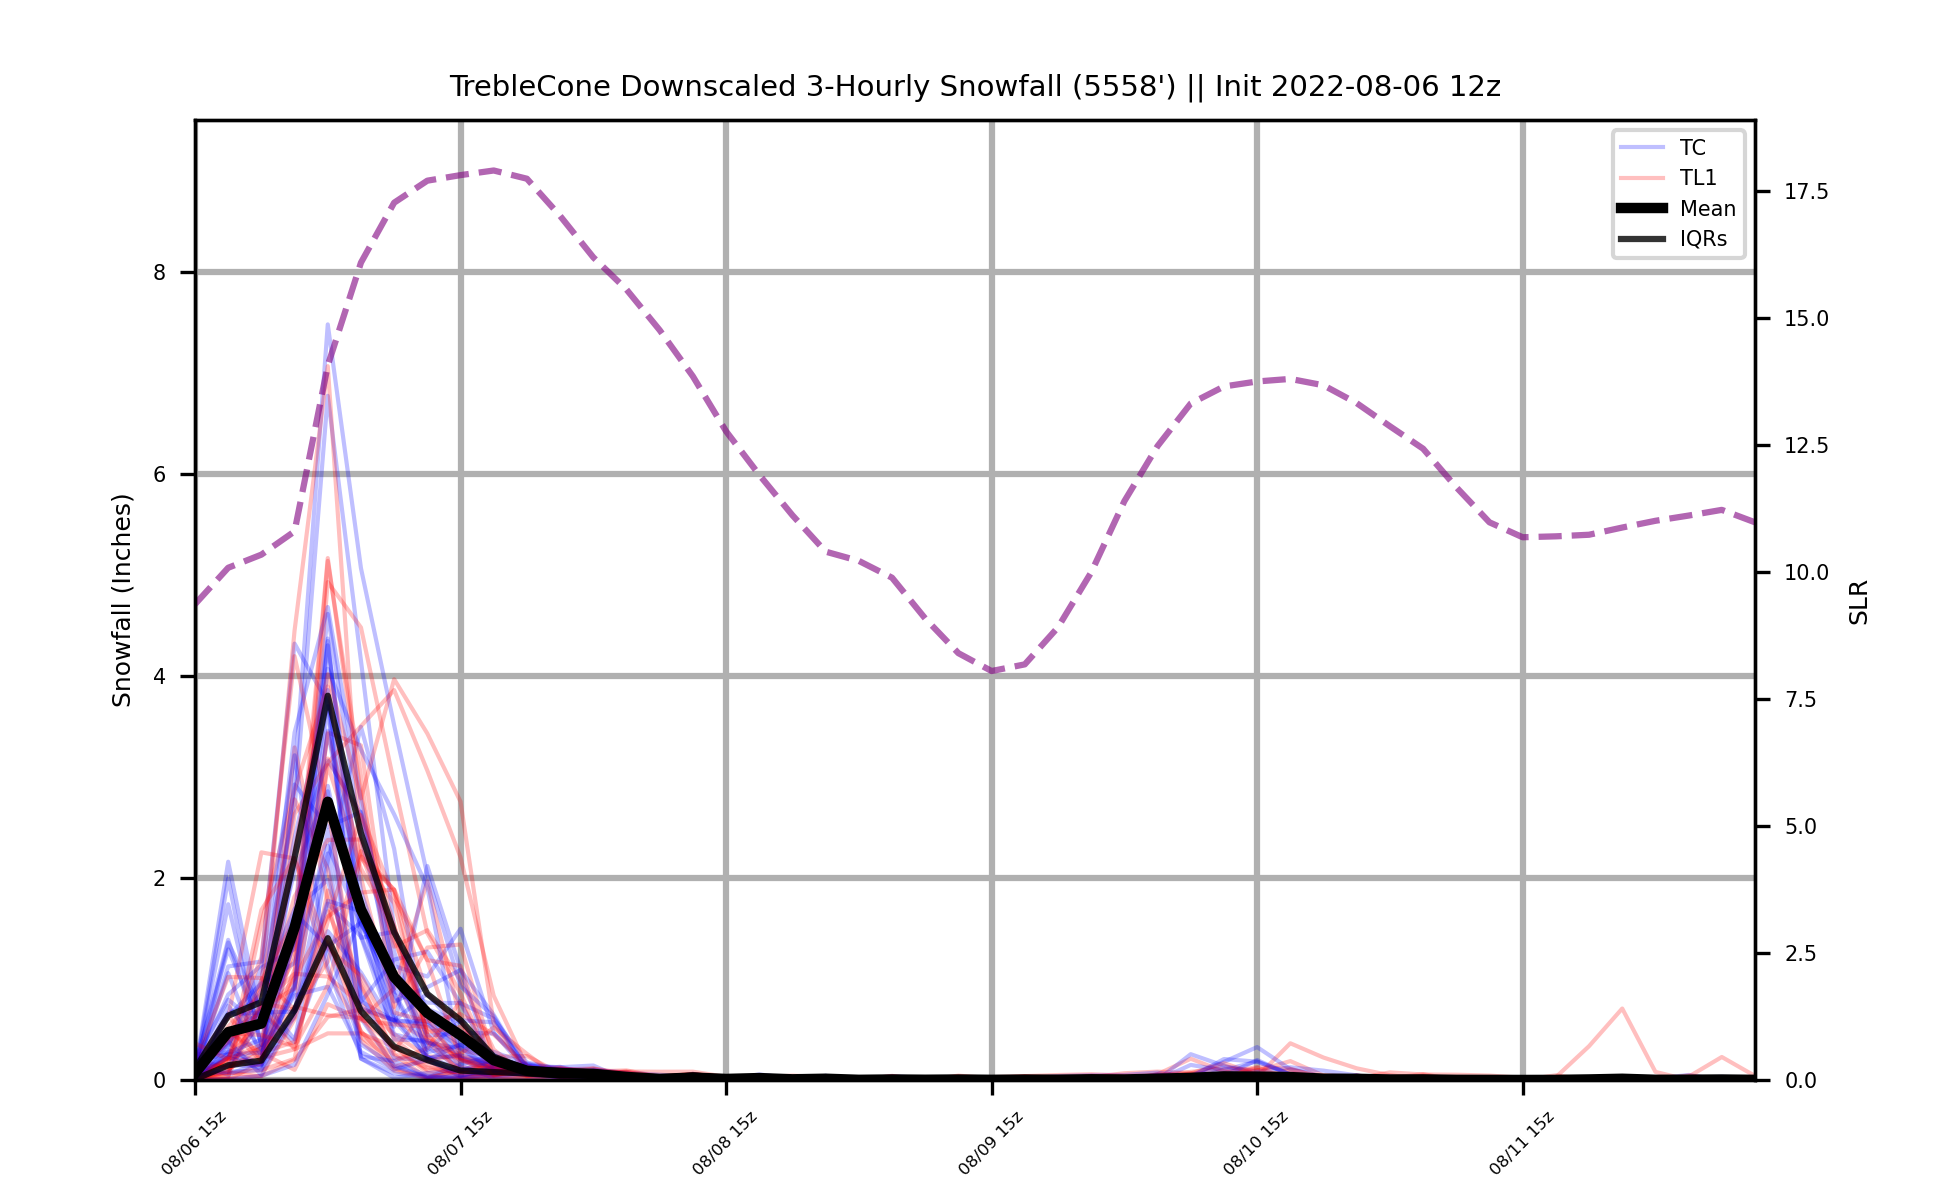 TrebleCone Downscaled 3-Hourly Snowfall (5558') || Init 2022-08-06 12z
TC
TL1
Mean
IQRs
Snowfall (Inches)
8
6
4
2
0
17.5
15.0
12.5
10.0
7.5
5.0
2.5
0.0
SLR
08/06 15z
08/07 15z
08/08 15z
08/09 15z
08/10 15z
08/11 15z